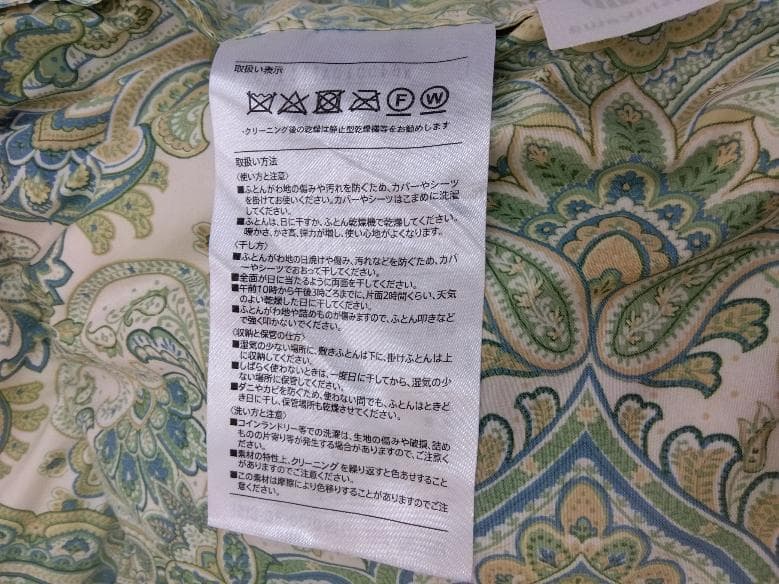 取扱い表示
F W
・クリーニング後の乾燥は静止型乾燥機等をお勧めします
取扱い方法
〈使い方と注意〉
■ふとんがわ地の傷みや汚れを防ぐため、カバーやシーツ
を掛けてお使いください。カバーやシーツはこまめに洗濯
してください。
■ふとんは、日に干すか、ふとん乾燥機で乾燥してください。
暖かさ、かさ高、弾力が増し、使い心地がよくなります。
〈干し方〉
■ふとんがわ地の日焼けや傷み、汚れなどを防ぐため、カバ
ーやシーツでおおって干してください。
■全面が日に当たるように両面を干してください。
■午前10時から午後3時ごろまでに、片面2時間くらい、天気
のよい乾燥した日に干してください。
■ふとんがわ地や詰めものが傷みますので、ふとん叩きなど
で強く叩かないでください。
〈収納と保管の仕方〉
■湿気の少ない場所に、敷きふとんは下に、掛けふとんは上
に収納してください。
■しばらく使わないときは、一度日に干してから、湿気の少
ない場所に保管してください。
■ダニやカビを防ぐため、使わない間でも、ふとんはときど
き日に干し、保管場所も乾燥させてください。
〈洗い方と注意〉
■コインランドリー等での洗濯は、生地の傷みや破損、詰め
ものの片寄り等が発生する場合がありますので、ご注意く
ださい。
■素材の特性上、クリーニングを繰り返すと色あせすること
がありますのでご注意ください。
■この素材は摩擦により色移りすることがありますのでご注
意ください。